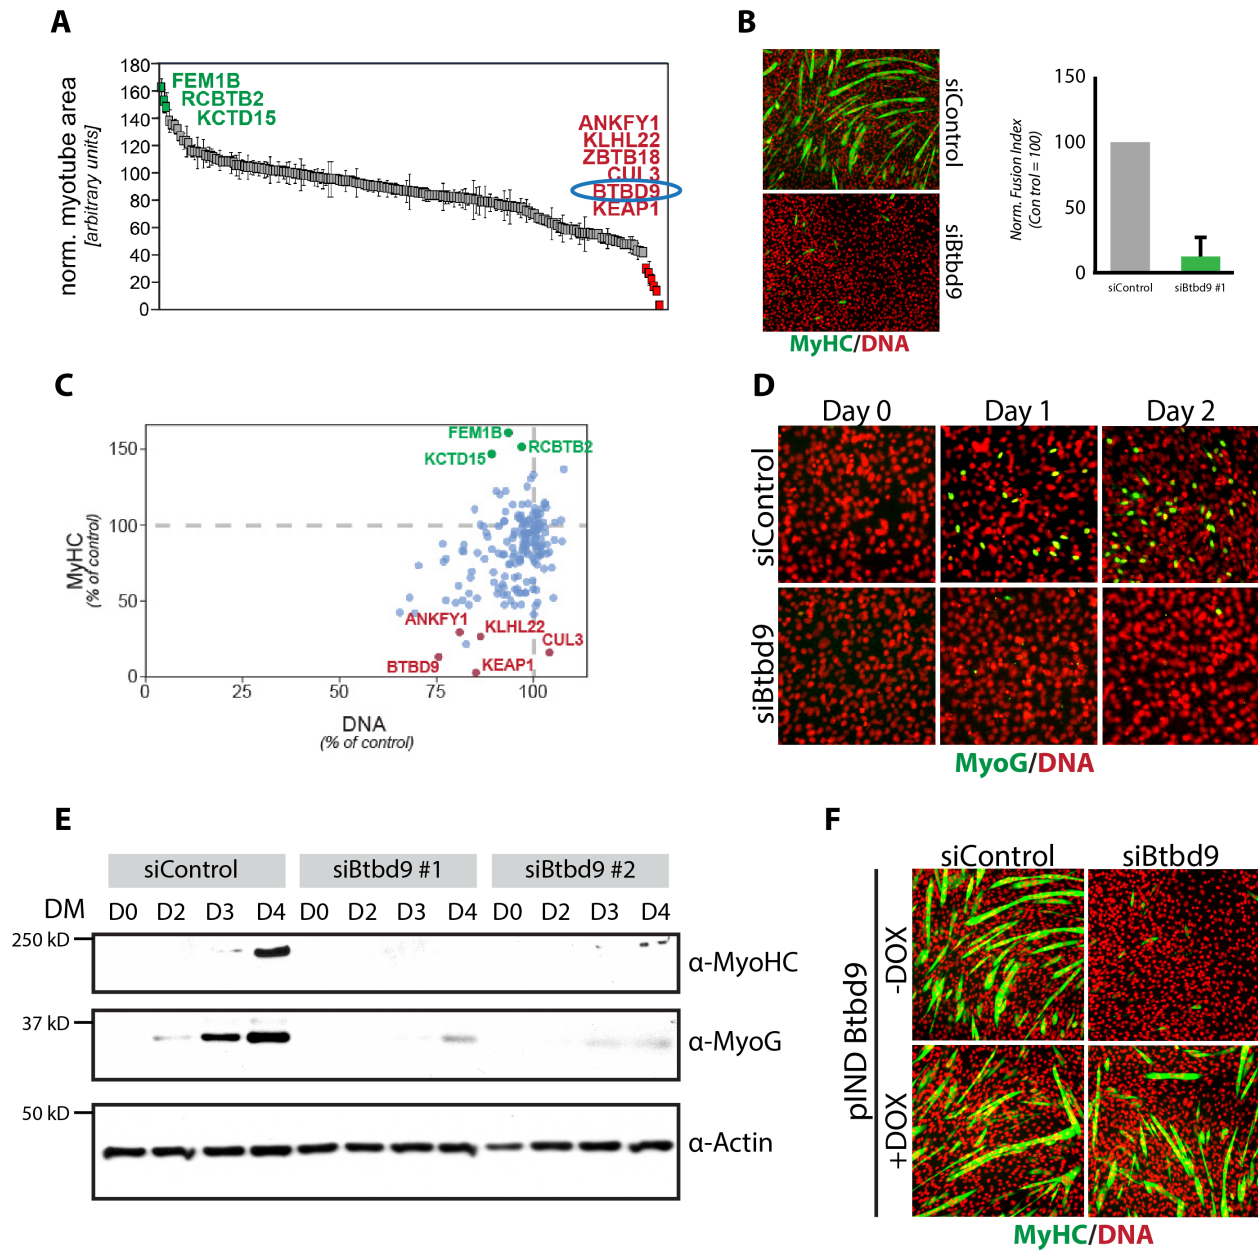 A
180
160
140
120
100
80
60
40
20
0
norm. myotube area
[arbitrary units]
FEM1B
RCBTB2
KCTD15
ANKFY1
KLHL22
ZBTB18
CUL3
BTBD9
KEAP1
B
siControl
siBtbd9
MyHC/DNA
150
100
50
0
Norm. Fusion Index
(Control = 100)
siControl
siBtbd9 #1
C
150
100
50
0
MyHC
(% of control)
FEM1B
RCBTB2
KCTD15
ANKFY1
KLHL22
CUL3
BTBD9
KEAP1
0 25 50 75 100
DNA
(% of control)
D
Day 0 Day 1 Day 2
siControl
siBtbd9
MyoG/DNA
E
siControl siBtbd9 #1 siBtbd9 #2
DM D0 D2 D3 D4 D0 D2 D3 D4 D0 D2 D3 D4
250 kD
α-MyoHC
37 kD
α-MyoG
50 kD
α-Actin
F
siControl siBtbd9
pIND Btbd9
-DOX
+DOX
MyHC/DNA